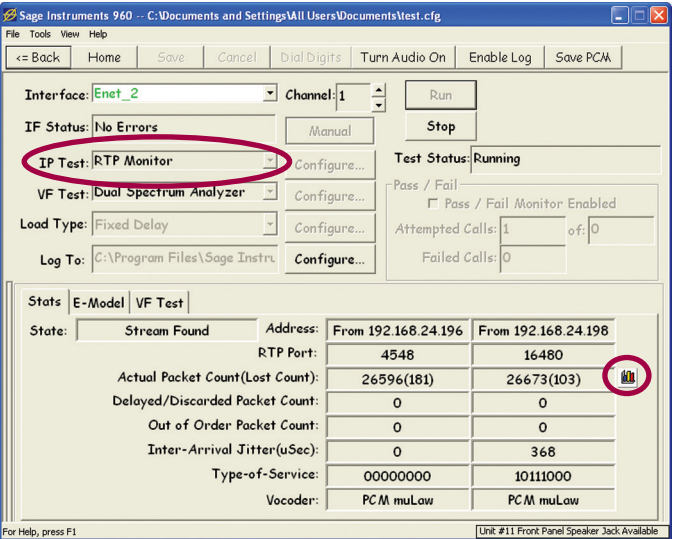 Sage Instruments 960 -- C:\Documents and Settings\All Users\Documents\test.cfg
File Tools View Help
<= Back Home Save Cancel Dial Digits Turn Audio On Enable Log Save PCM
Interface: Enet_2 Channel: 1 Run
IF Status: No Errors Manual Stop
IP Test: RTP Monitor Configure... Test Status: Running
VF Test: Dual Spectrum Analyzer Configure... Pass / Fail
Pass / Fail Monitor Enabled
Load Type: Fixed Delay Configure... Attempted Calls: 1 of: 0
Log To: C:\Program Files\Sage Instru Configure... Failed Calls: 0
Stats E-Model VF Test
State: Stream Found Address: From 192.168.24.196 From 192.168.24.198
RTP Port: 4548 16480
Actual Packet Count(Lost Count): 26596(181) 26673(103)
Delayed/Discarded Packet Count: 0 0
Out of Order Packet Count: 0 0
Inter-Arrival Jitter(uSec): 0 368
Type-of-Service: 00000000 10111000
Vocoder: PCM muLaw PCM muLaw
For Help, press F1 Unit #11 Front Panel Speaker Jack Available